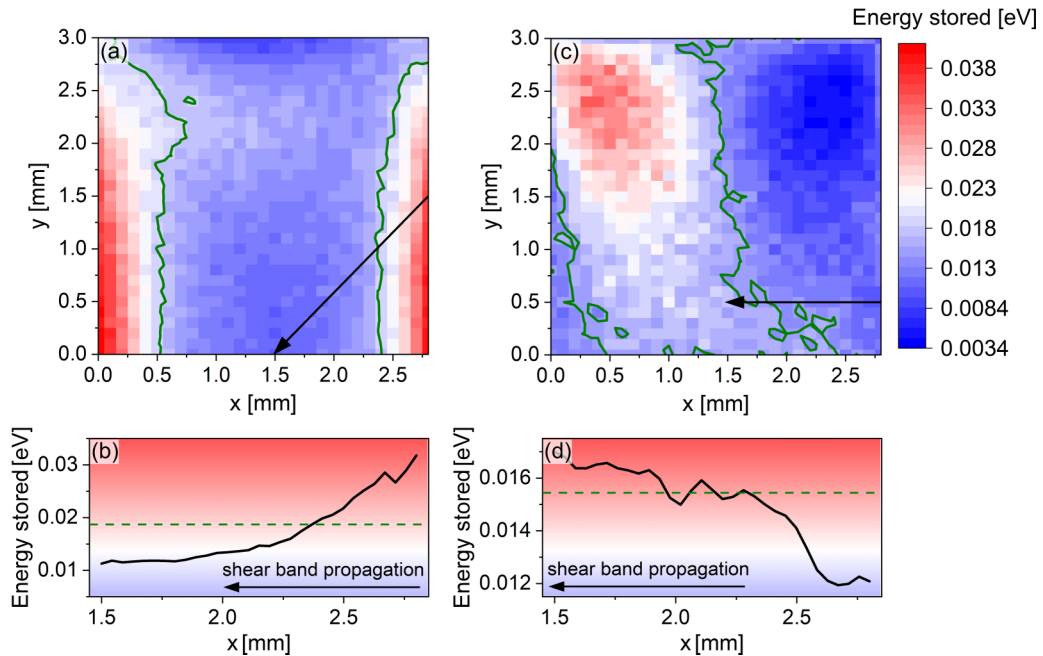 Energy stored [eV]
(a)
3.0
2.5
2.0
1.5
1.0
0.5
0.0
y [mm]
0.0 0.5 1.0 1.5 2.0 2.5
x [mm]
(c)
3.0
2.5
2.0
1.5
1.0
0.5
0.0
y [mm]
0.0 0.5 1.0 1.5 2.0 2.5
x [mm]
0.038
0.033
0.028
0.023
0.018
0.013
0.0084
0.0034
(b)
Energy stored [eV]
0.03
0.02
0.01
shear band propagation
1.5 2.0 2.5
x [mm]
(d)
Energy stored [eV]
0.016
0.014
0.012
shear band propagation
1.5 2.0 2.5
x [mm]